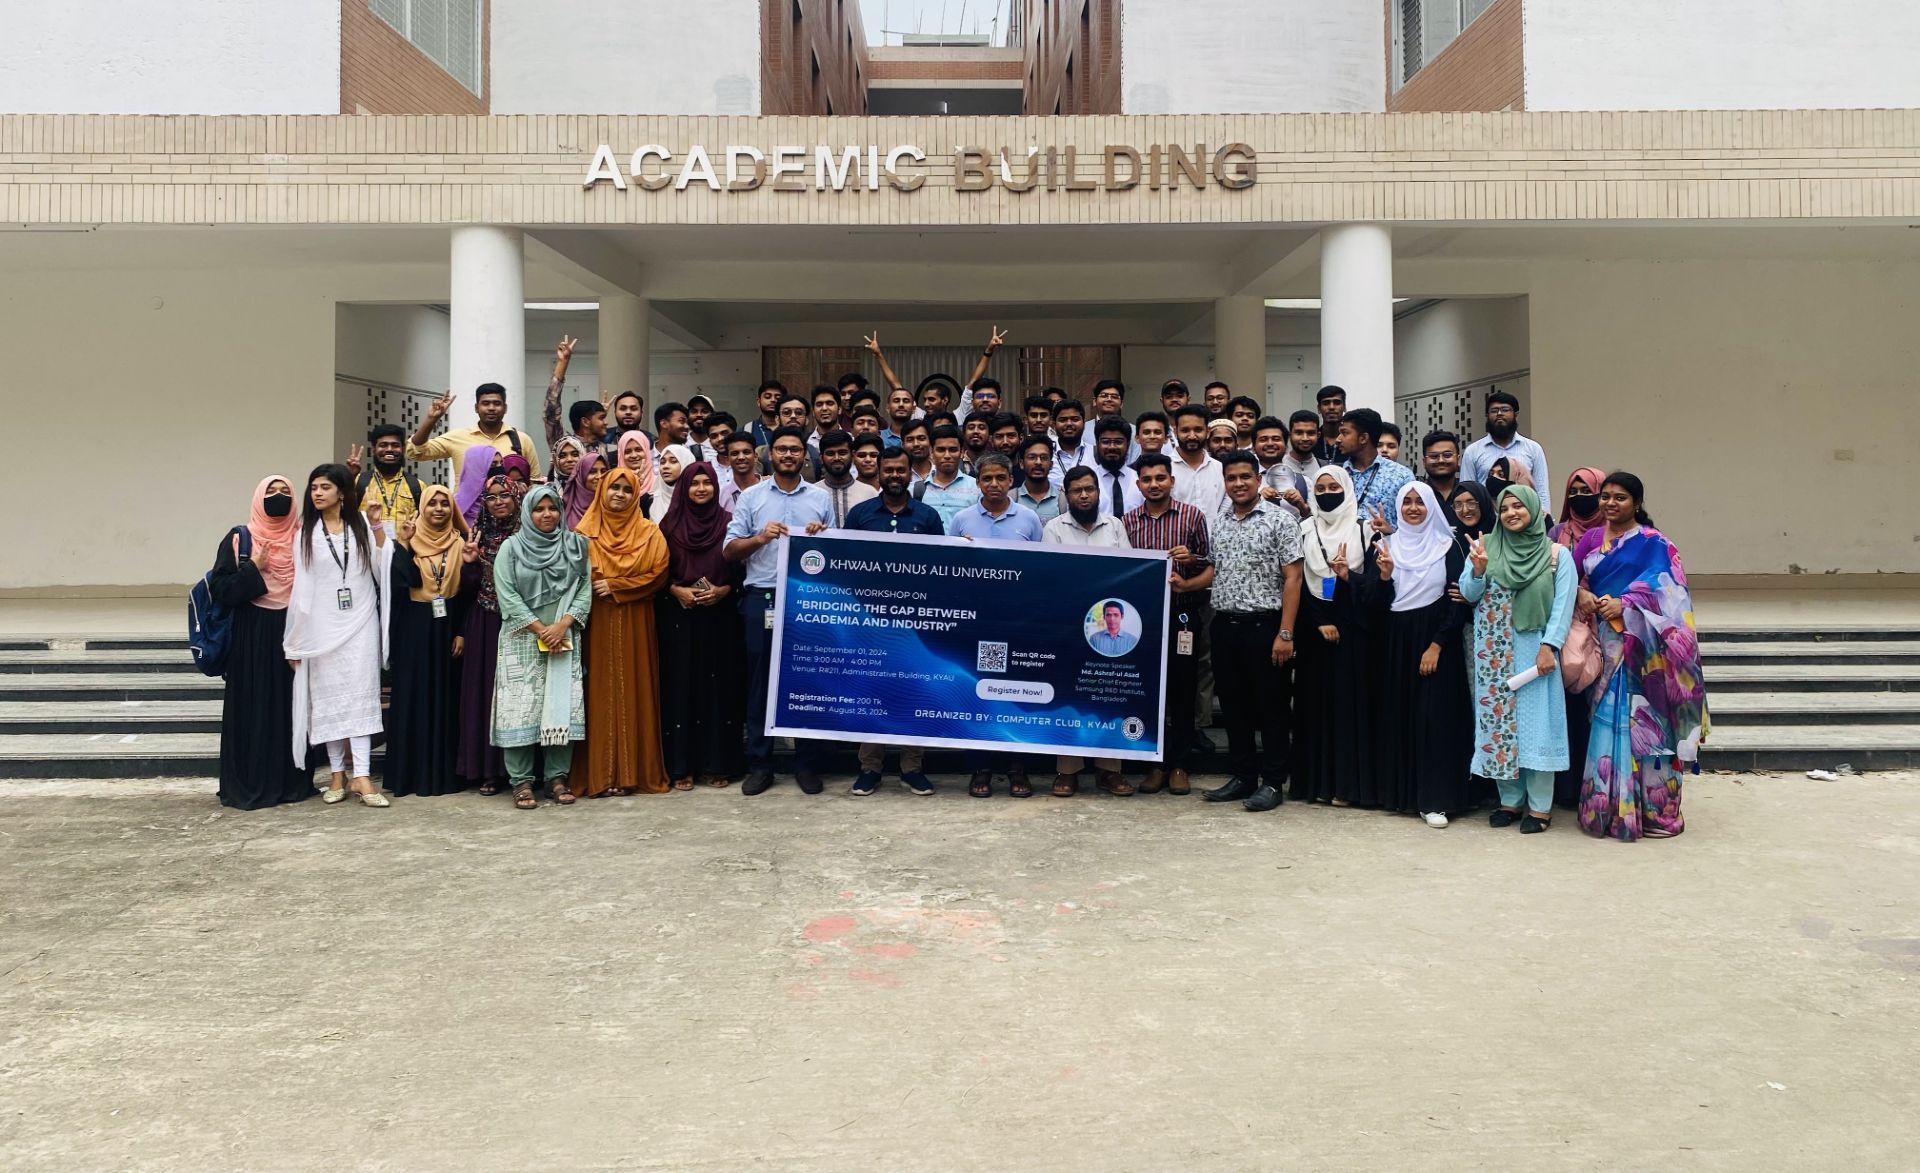 ACADEMIC BUILDING
KHWAJA YUNUS ALI UNIVERSITY
A DAYLONG WORKSHOP ON
"BRIDGING THE GAP BETWEEN
ACADEMIA AND INDUSTRY"
Date: September 01, 2024
Time: 9:00 AM - 4:00 PM
Venue: R#211, Administrative Building, KYAU
Registration Fee: 200 Tk
Deadline: August 25, 2024
Scan QR code
to register
Register Now!
Keynote Speaker
Md. Ashraf-ul Asad
Senior Chief Engineer
Samsung R&D Institute,
Bangladesh
ORGANIZED BY: COMPUTER CLUB, KYAU